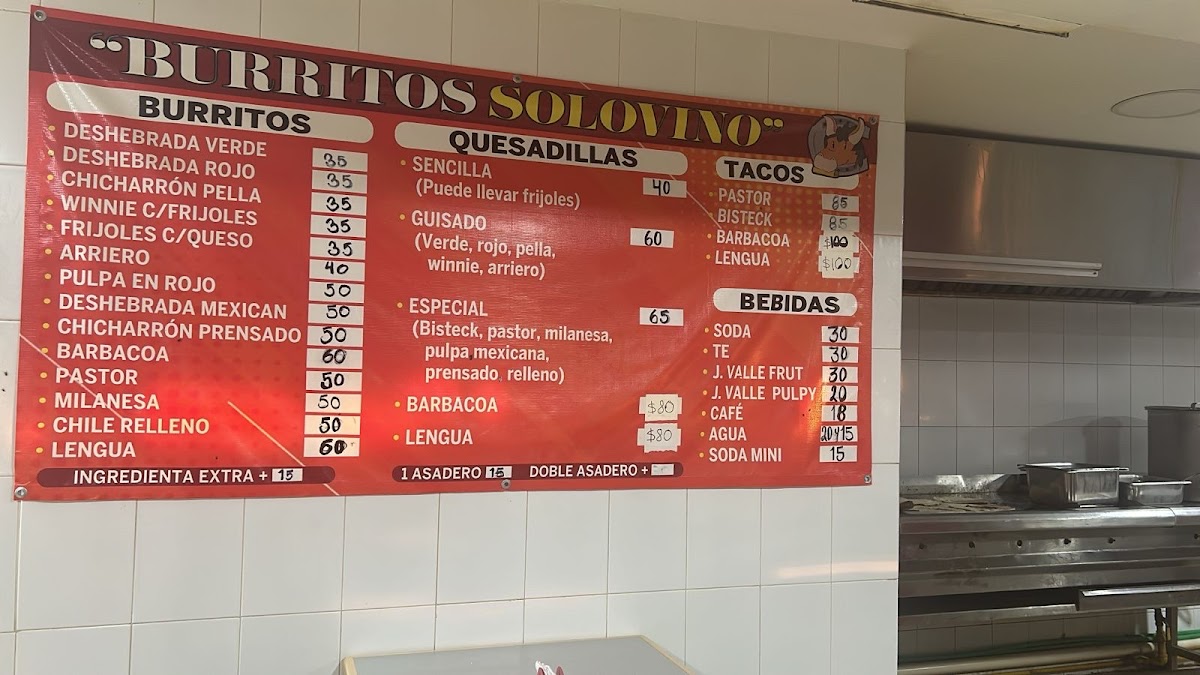 “BURRITOS SOLOVINO“
BURRITOS
• DESHEBRADA VERDE 35
• DESHEBRADA ROJO 35
• CHICHARRÓN PELLA 35
• WINNIE C/FRIJOLES 35
• FRIJOLES C/QUESO 35
• ARRIERO 40
• PULPA EN ROJO 50
• DESHEBRADA MEXICAN 50
• CHICHARRÓN PRENSADO 50
• BARBACOA 60
• PASTOR 50
• MILANESA 50
• CHILE RELLENO 50
• LENGUA 60
INGREDIENTA EXTRA + 15
QUESADILLAS
• SENCILLA 40
(Puede llevar frijoles)
• GUISADO 60
(Verde, rojo, pella,
winnie, arriero)
• ESPECIAL 65
(Bisteck, pastor, milanesa,
pulpa mexicana,
prensado, relleno)
• BARBACOA $80
• LENGUA $80
1 ASADERO 15 DOBLE ASADERO +
TACOS
• PASTOR 85
• BISTECK 85
• BARBACOA $100
• LENGUA $100
BEBIDAS
• SODA 30
• TE 30
• J. VALLE FRUT 30
• J. VALLE PULPY 20
• CAFÉ 18
• AGUA 20 y 15
• SODA MINI 15